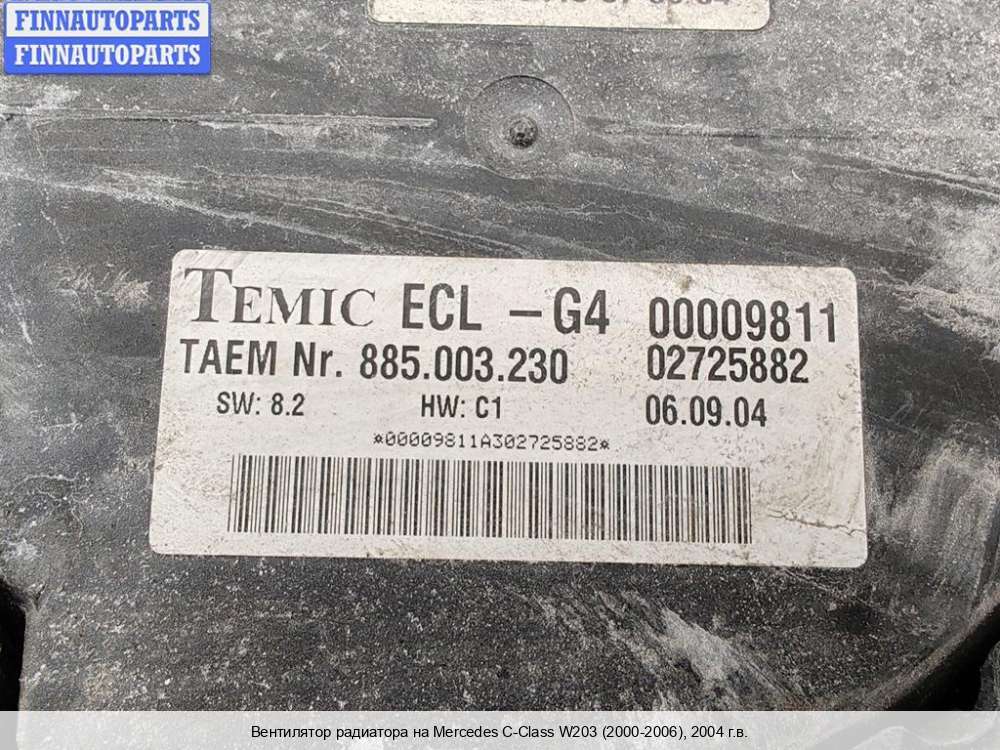 FINNAUTOPARTS
FINNAUTOPARTS
TEMIC ECL – G4 00009811
TAEM Nr. 885.003.230 02725882
SW: 8.2 HW: C1 06.09.04
*00009811A302725882*
Вентилятор радиатора на Mercedes C-Class W203 (2000-2006), 2004 г.в.